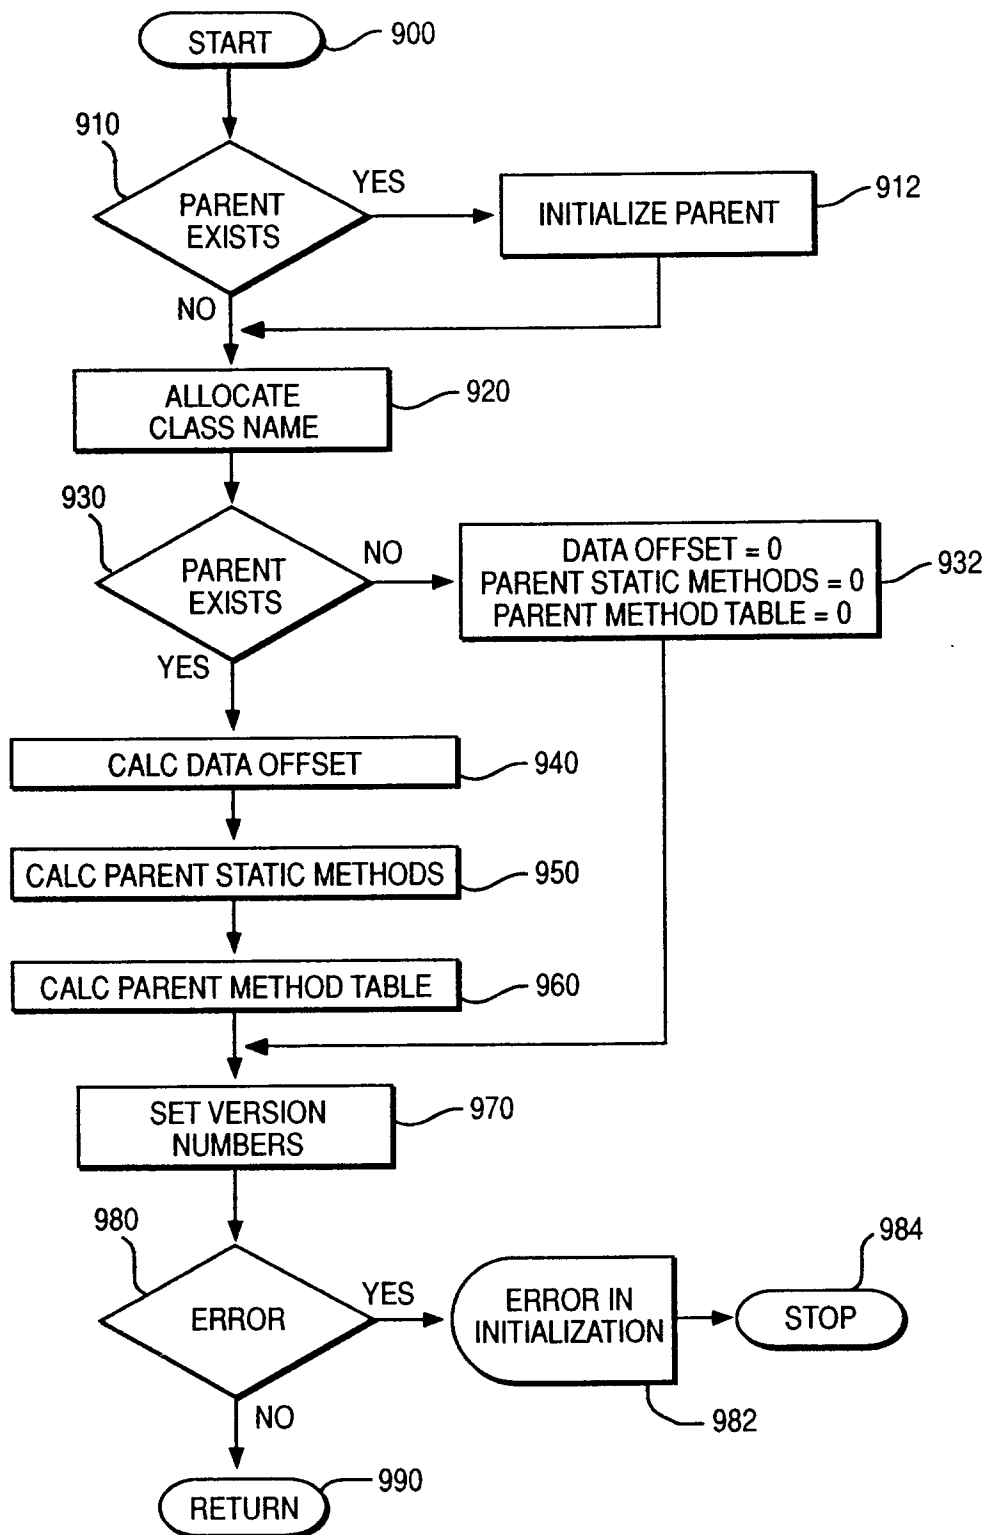 START
900
910
PARENT
EXISTS
YES
INITIALIZE PARENT
912
NO
ALLOCATE
CLASS NAME
920
930
PARENT
EXISTS
NO
DATA OFFSET = 0
PARENT STATIC METHODS = 0
PARENT METHOD TABLE = 0
932
YES
CALC DATA OFFSET
940
CALC PARENT STATIC METHODS
950
CALC PARENT METHOD TABLE
960
SET VERSION
NUMBERS
970
980
ERROR
YES
ERROR IN
INITIALIZATION
982
984
STOP
NO
RETURN
990